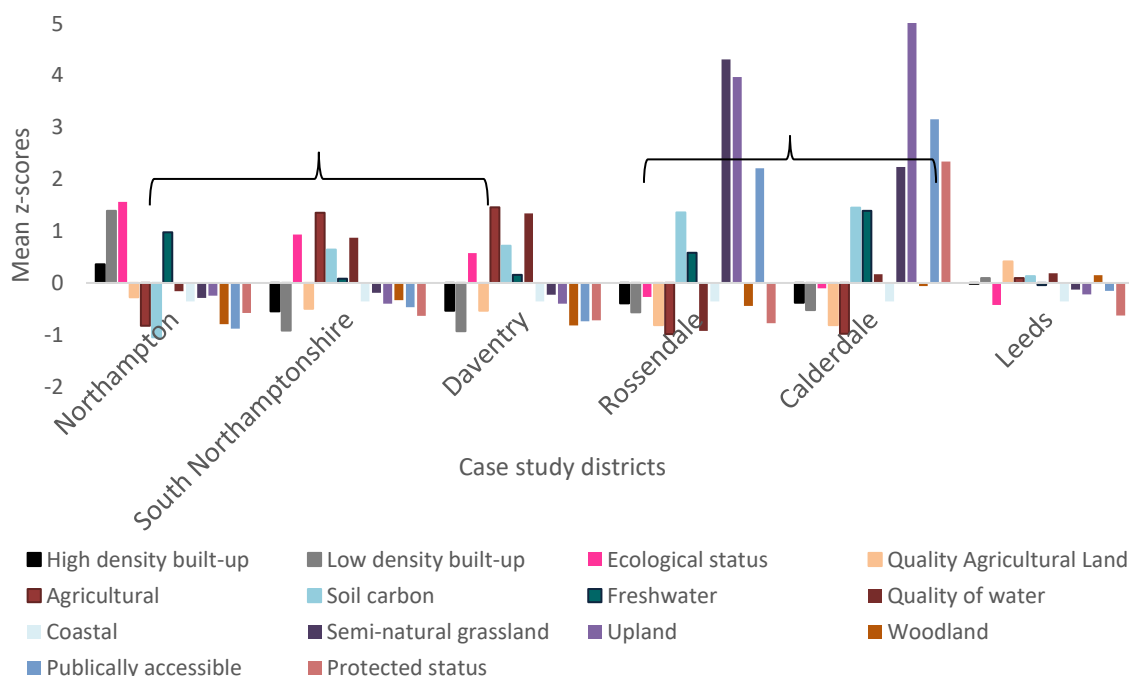 5
4
3
2
1
0
-1
-2
Mean z-scores
Northampton
South Northamptonshire
Daventry
Rossendale
Calderdale
Leeds
Case study districts
High density built-up Low density built-up Ecological status Quality Agricultural Land
Agricultural Soil carbon Freshwater Quality of water
Coastal Semi-natural grassland Upland Woodland
Publically accessible Protected status